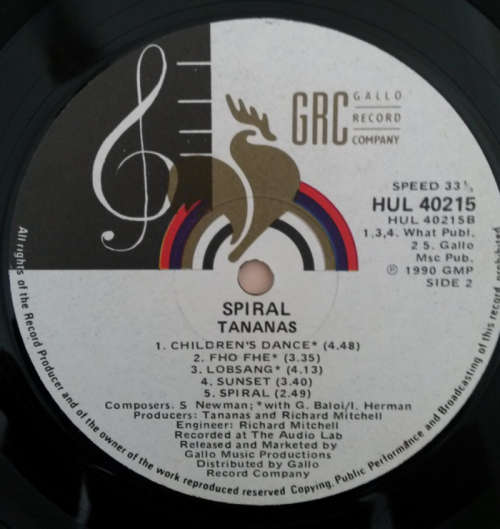 GRC
GALLO
RECORD
COMPANY
SPEED 33⅓
HUL 40215
HUL 40215B
1,3,4. What Publ.
2 5. Gallo
Msc Pub.
℗ 1990 GMP
SIDE 2
SPIRAL
TANANAS
1. CHILDREN'S DANCE* (4.48)
2. FHO FHE* (3.35)
3. LOBSANG* (4.13)
4. SUNSET (3.40)
5. SPIRAL (2.49)
Composers. S Newman; *with G. Baloi/I. Herman
Producers: Tananas and Richard Mitchell
Engineer: Richard Mitchell
Recorded at The Audio Lab
Released and Marketed by
Gallo Music Productions
Distributed by Gallo
Record Company
All rights of the Record Producer and of the owner of the work reproduced reserved Copying, Public Performance and Broadcasting of this record prohibited